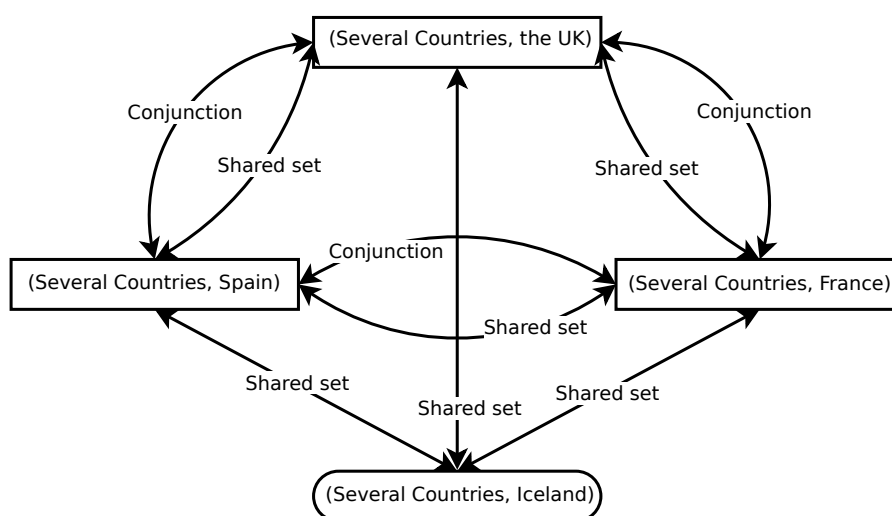 (Several Countries, the UK)
Conjunction
Conjunction
Shared set
Shared set
Conjunction
(Several Countries, Spain)
(Several Countries, France)
Shared set
Shared set
Shared set
Shared set
(Several Countries, Iceland)